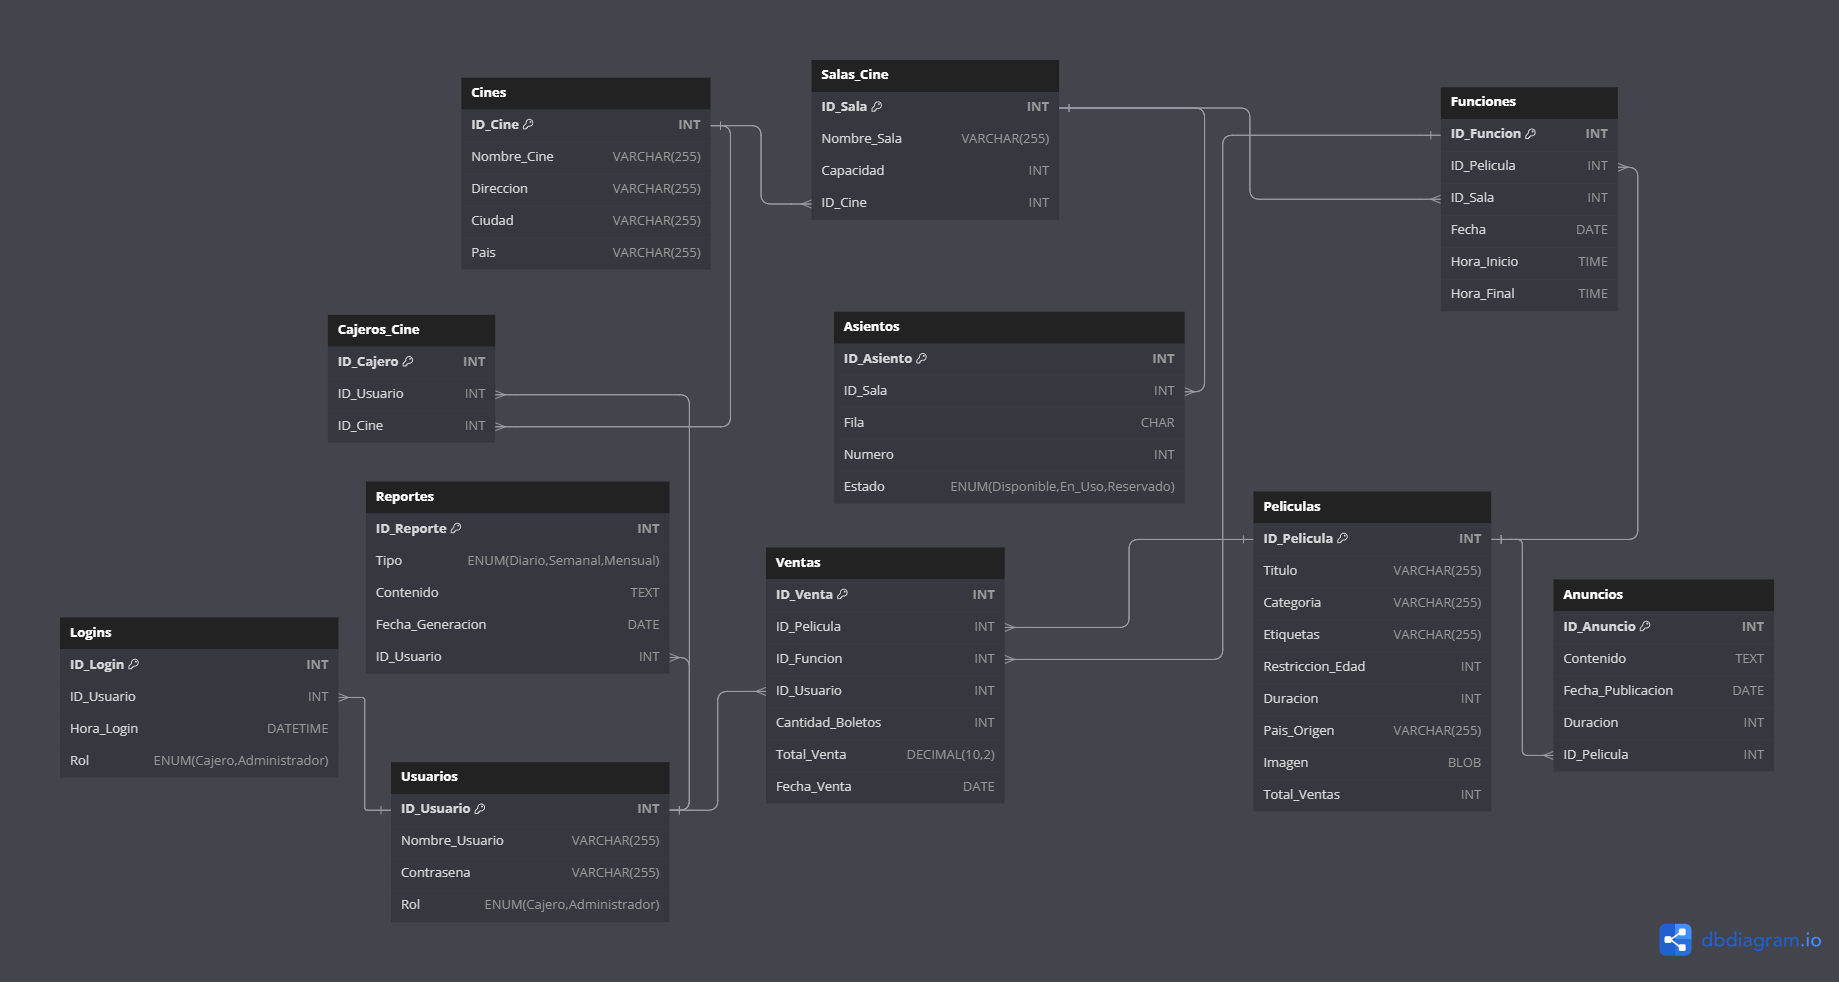 Cines
ID_Cine INT
Nombre_Cine VARCHAR(255)
Direccion VARCHAR(255)
Ciudad VARCHAR(255)
Pais VARCHAR(255)
Salas_Cine
ID_Sala INT
Nombre_Sala VARCHAR(255)
Capacidad INT
ID_Cine INT
Funciones
ID_Funcion INT
ID_Pelicula INT
ID_Sala INT
Fecha DATE
Hora_Inicio TIME
Hora_Final TIME
Cajeros_Cine
ID_Cajero INT
ID_Usuario INT
ID_Cine INT
Asientos
ID_Asiento INT
ID_Sala INT
Fila CHAR
Numero INT
Estado ENUM(Disponible,En_Uso,Reservado)
Reportes
ID_Reporte INT
Tipo ENUM(Diario,Semanal,Mensual)
Contenido TEXT
Fecha_Generacion DATE
ID_Usuario INT
Ventas
ID_Venta INT
ID_Pelicula INT
ID_Funcion INT
ID_Usuario INT
Cantidad_Boletos INT
Total_Venta DECIMAL(10,2)
Fecha_Venta DATE
Peliculas
ID_Pelicula INT
Titulo VARCHAR(255)
Categoria VARCHAR(255)
Etiquetas VARCHAR(255)
Restriccion_Edad INT
Duracion INT
Pais_Origen VARCHAR(255)
Imagen BLOB
Total_Ventas INT
Anuncios
ID_Anuncio INT
Contenido TEXT
Fecha_Publicacion DATE
Duracion INT
ID_Pelicula INT
Logins
ID_Login INT
ID_Usuario INT
Hora_Login DATETIME
Rol ENUM(Cajero,Administrador)
Usuarios
ID_Usuario INT
Nombre_Usuario VARCHAR(255)
Contrasena VARCHAR(255)
Rol ENUM(Cajero,Administrador)
dbdiagram.io